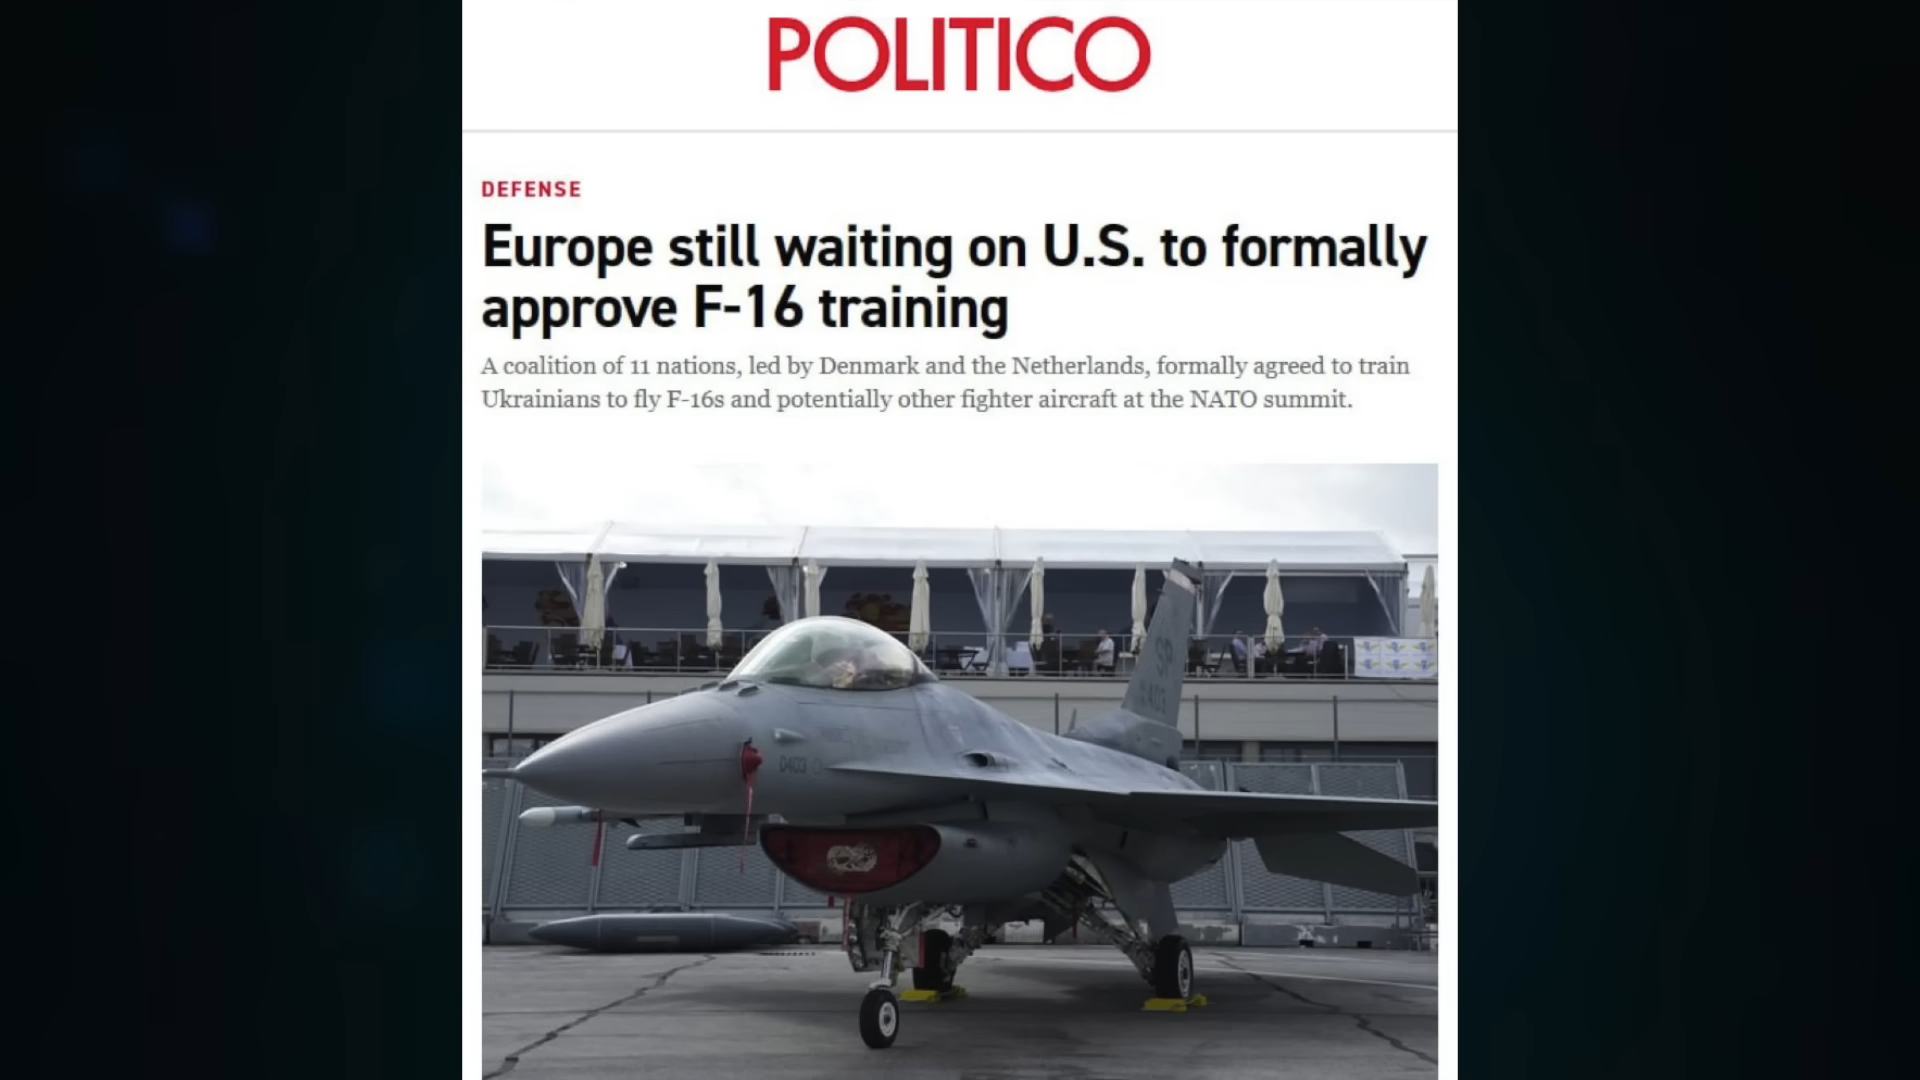 POLITICO
DEFENSE
Europe still waiting on U.S. to formally
approve F-16 training
A coalition of 11 nations, led by Denmark and the Netherlands, formally agreed to train
Ukrainians to fly F-16s and potentially other fighter aircraft at the NATO summit.
SP
0403